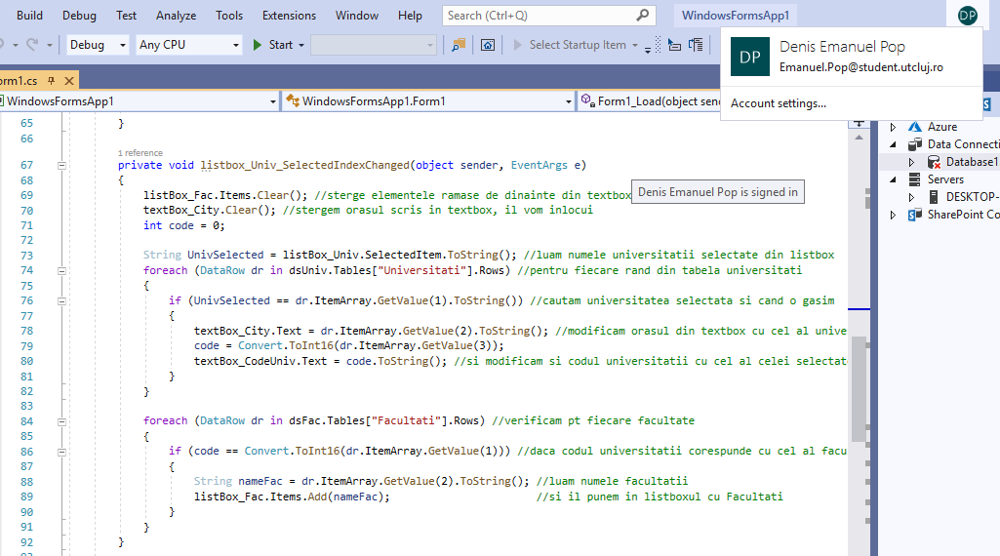 Build Debug Test Analyze Tools Extensions Window Help Search (Ctrl+Q) WindowsFormsApp1 DP
Debug Any CPU Start Select Startup Item
DP Denis Emanuel Pop
Emanuel.Pop@student.utcluj.ro
Account settings...
orm1.cs
WindowsFormsApp1 WindowsFormsApp1.Form1 Form1_Load(object send
65 }
66
1 reference
67 private void listbox_Univ_SelectedIndexChanged(object sender, EventArgs e)
68 {
69 listBox_Fac.Items.Clear(); //sterge elementele ramase de dinainte din textbox
70 textBox_City.Clear(); //stergem orasul scris in textbox, il vom inlocui
71 int code = 0;
72
73 String UnivSelected = listBox_Univ.SelectedItem.ToString(); //luam numele universitatii selectate din listbox
74 foreach (DataRow dr in dsUniv.Tables["Universitati"].Rows) //pentru fiecare rand din tabela universitati
75 {
76 if (UnivSelected == dr.ItemArray.GetValue(1).ToString()) //cautam universitatea selectata si cand o gasim
77 {
78 textBox_City.Text = dr.ItemArray.GetValue(2).ToString(); //modificam orasul din textbox cu cel al unive
79 code = Convert.ToInt16(dr.ItemArray.GetValue(3));
80 textBox_CodeUniv.Text = code.ToString(); //si modificam si codul universitatii cu cel al celei selectat
81 }
82 }
83
84 foreach (DataRow dr in dsFac.Tables["Facultati"].Rows) //verificam pt fiecare facultate
85 {
86 if (code == Convert.ToInt16(dr.ItemArray.GetValue(1))) //daca codul universitatii corespunde cu cel al facu
87 {
88 String nameFac = dr.ItemArray.GetValue(2).ToString(); //luam numele facultatii
89 listBox_Fac.Items.Add(nameFac); //si il punem in listboxul cu Facultati
90 }
91 }
92 }
Denis Emanuel Pop is signed in
Azure
Data Connecti
Database1
Servers
DESKTOP-
SharePoint Co